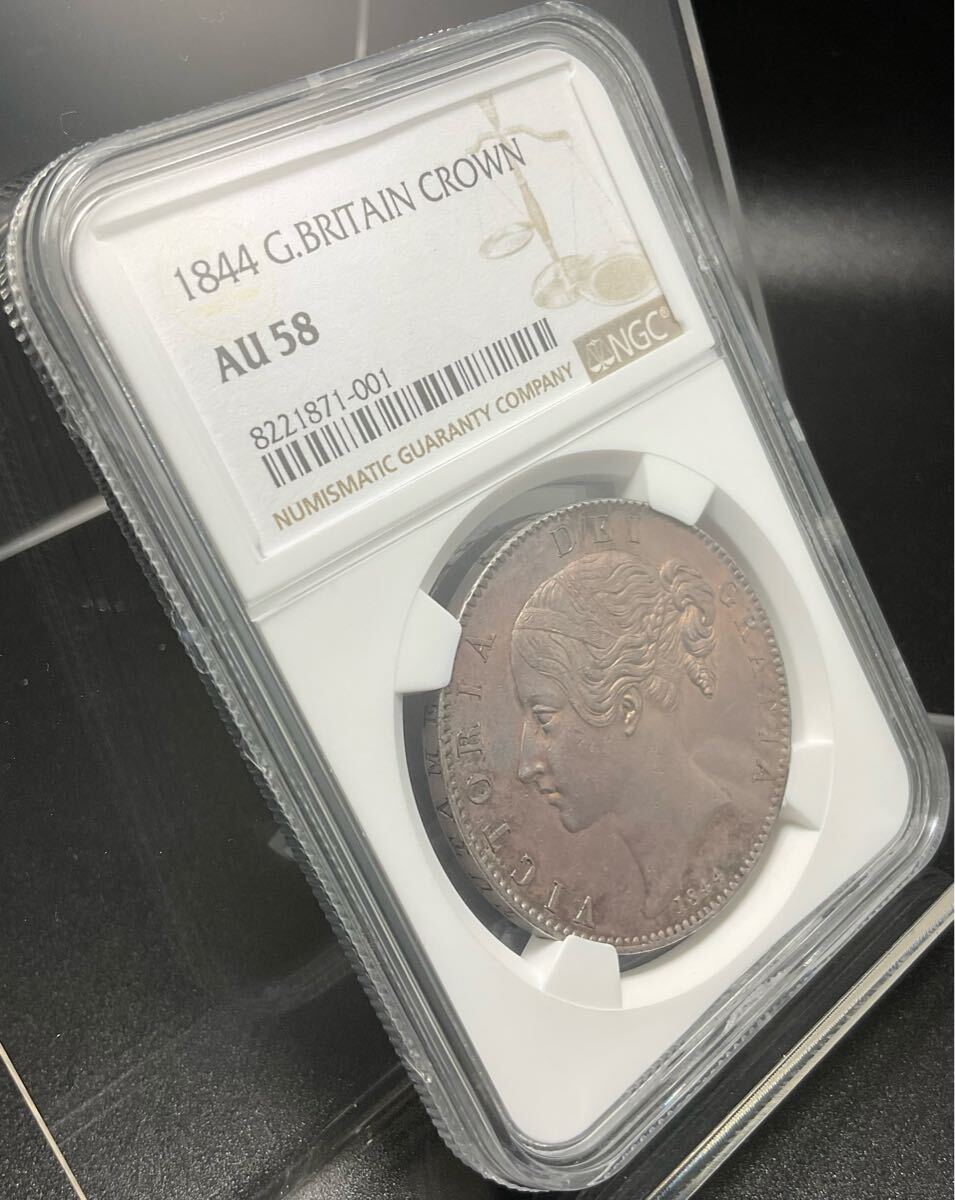 1844 G.BRITAIN CROWN
AU 58
8221871-001
NGC®
NUMISMATIC GUARANTY COMPANY
VICTORIA DEI GRATIA
1844